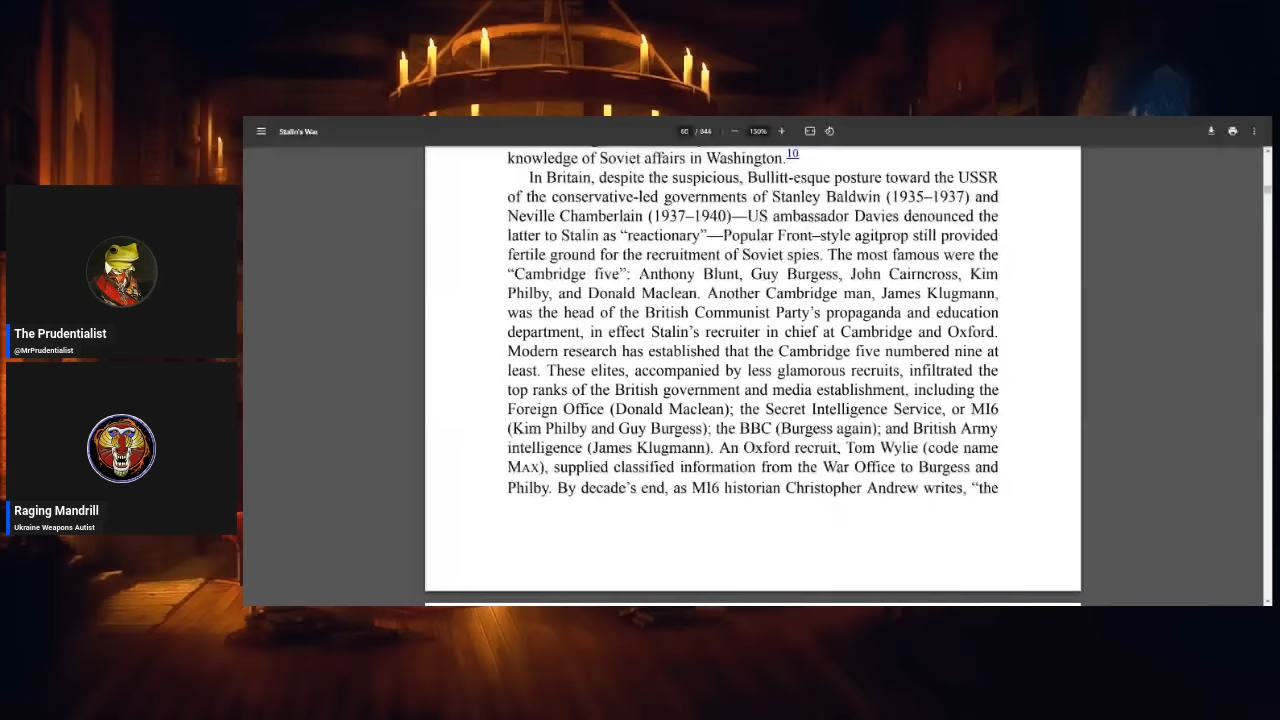 Stalin's War
60 / 844
150%
knowledge of Soviet affairs in Washington.10
In Britain, despite the suspicious, Bullitt-esque posture toward the USSR
of the conservative-led governments of Stanley Baldwin (1935–1937) and
Neville Chamberlain (1937–1940)—US ambassador Davies denounced the
latter to Stalin as “reactionary”—Popular Front–style agitprop still provided
fertile ground for the recruitment of Soviet spies. The most famous were the
“Cambridge five”: Anthony Blunt, Guy Burgess, John Cairncross, Kim
Philby, and Donald Maclean. Another Cambridge man, James Klugmann,
was the head of the British Communist Party’s propaganda and education
department, in effect Stalin’s recruiter in chief at Cambridge and Oxford.
Modern research has established that the Cambridge five numbered nine at
least. These elites, accompanied by less glamorous recruits, infiltrated the
top ranks of the British government and media establishment, including the
Foreign Office (Donald Maclean); the Secret Intelligence Service, or MI6
(Kim Philby and Guy Burgess); the BBC (Burgess again); and British Army
intelligence (James Klugmann). An Oxford recruit, Tom Wylie (code name
MAX), supplied classified information from the War Office to Burgess and
Philby. By decade’s end, as MI6 historian Christopher Andrew writes, “the
The Prudentialist
@MrPrudentialist
Raging Mandrill
Ukraine Weapons Autist